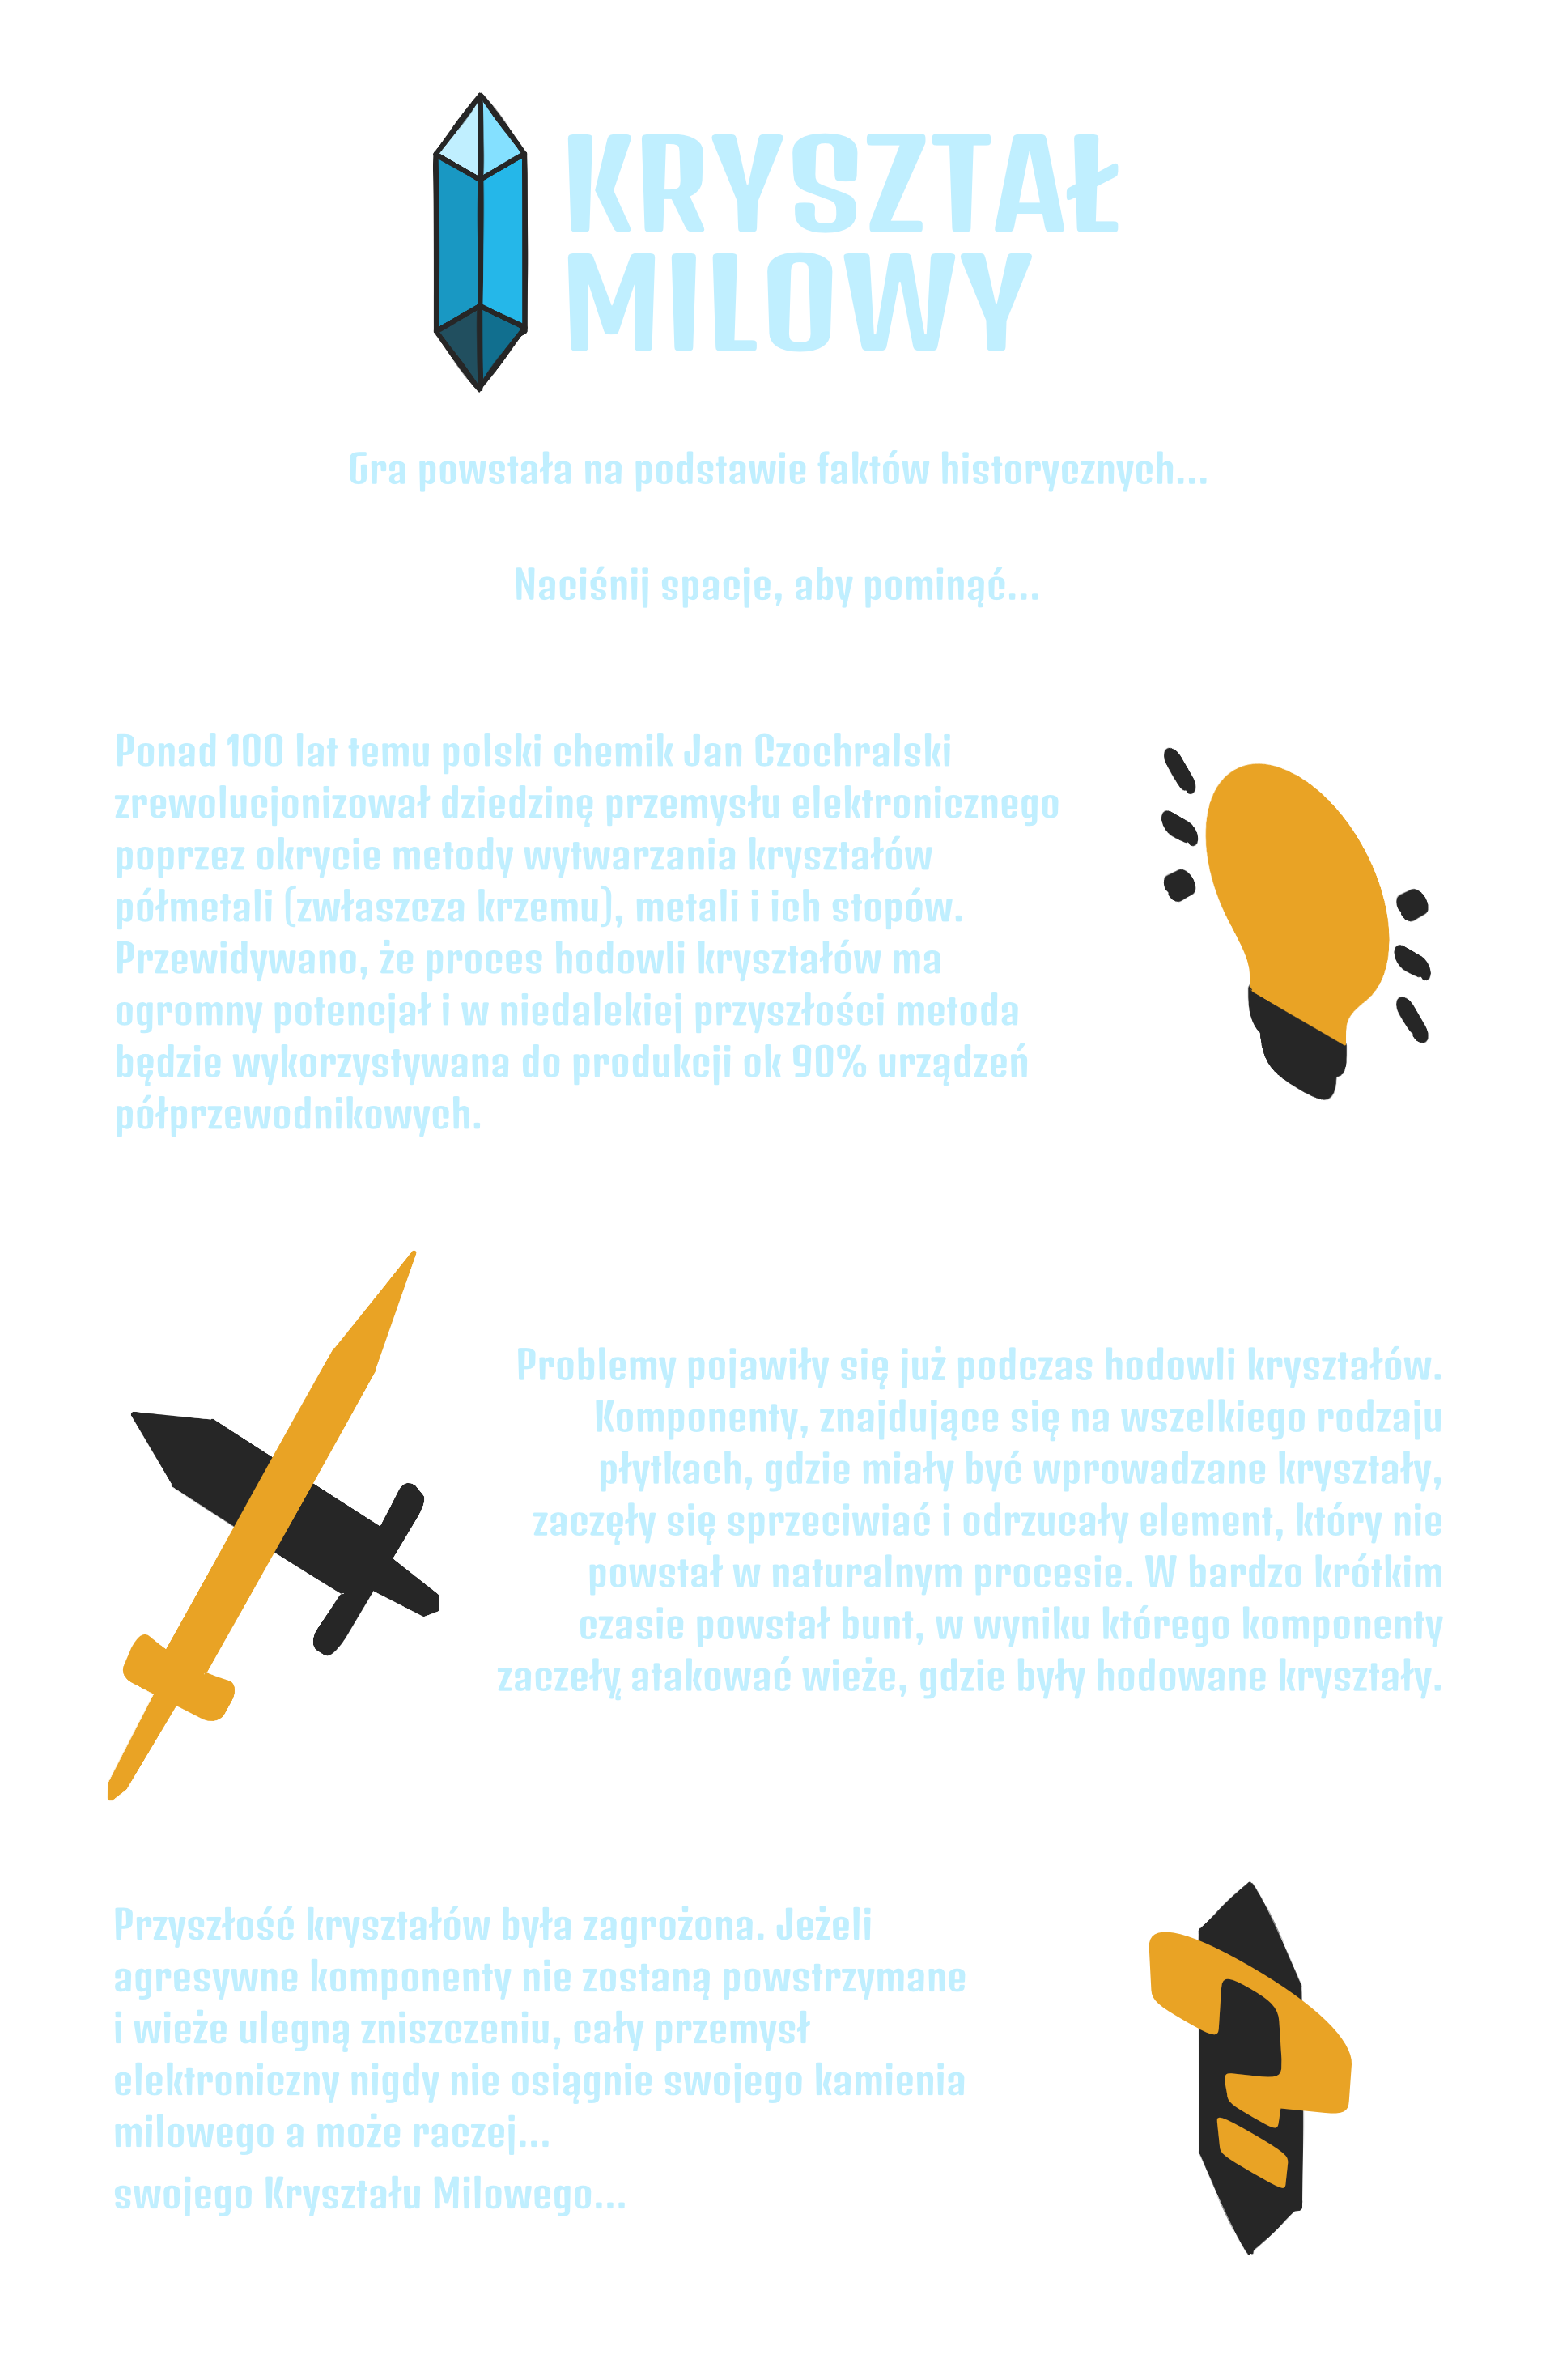 KRYSZTAŁ
MILOWY
Gra powstała na podstawie faktów historycznych...
Naciśnij spacje, aby pominąć...
Ponad 100 lat temu polski chemik Jan Czochralski
zrewolucjonizował dziedzinę przemysłu elektronicznego
poprzez okrycie metody wytwarzania kryształów
półmetali (zwłaszcza krzemu), metali i ich stopów.
Przewidywano, że proces hodowli kryształów ma
ogromny potencjał i w niedalekiej przyszłości metoda
będzie wykorzystywana do produkcji ok 90% urządzeń
półprzewodnikowych.
Problemy pojawiły się już podczas hodowli kryształów.
Komponenty, znajdujące się na wszelkiego rodzaju
płytkach, gdzie miały być wprowadzane kryształy,
zaczęły się sprzeciwiać i odrzucały element, który nie
powstał w naturalnym procesie. W bardzo krótkim
czasie powstał bunt, w wyniku którego komponenty
zaczeły̨ atakować wieże, gdzie były hodowane kryształy.
Przyszłość kryształów była zagrożona. Jeżeli
agresywne komponenty nie zostaną powstrzymane
i wieże ulegną zniszczeniu, cały przemysł
elektroniczny nigdy nie osiągnie swojego kamienia
milowego a może raczej...
swojego Kryształu Milowego...